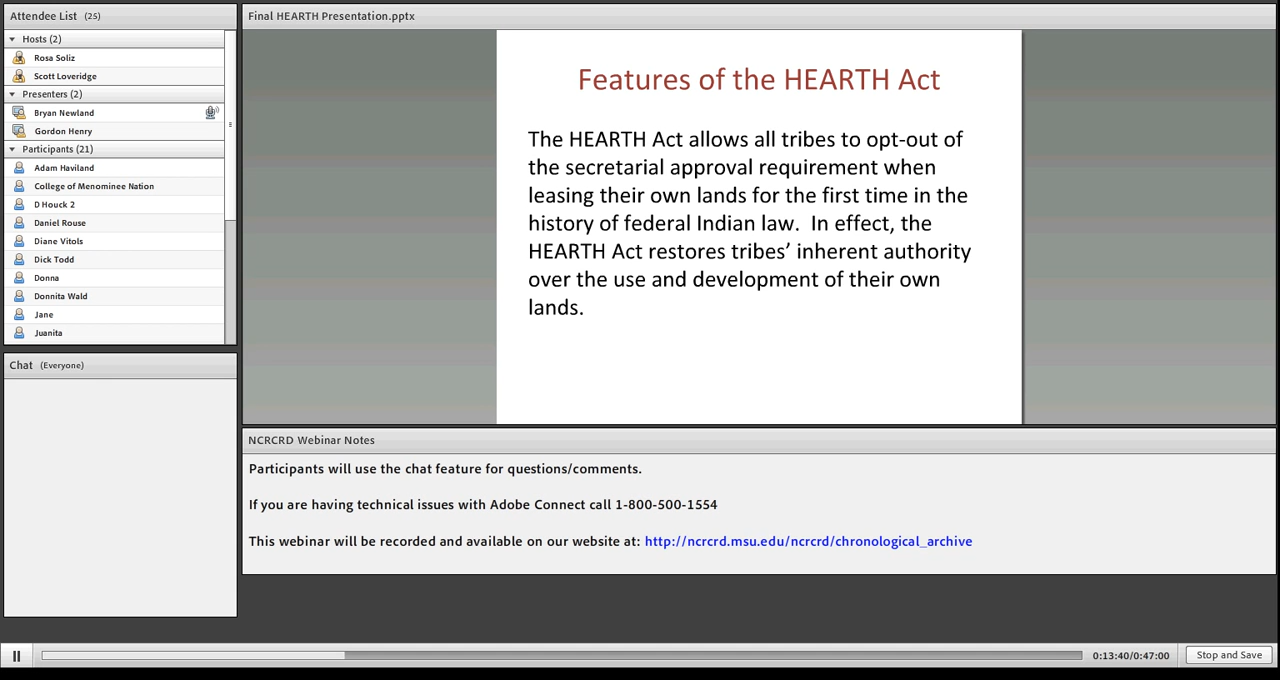 Attendee List (25)
Hosts (2)
Rosa Soliz
Scott Loveridge
Presenters (2)
Bryan Newland
Gordon Henry
Participants (21)
Adam Haviland
College of Menominee Nation
D Houck 2
Daniel Rouse
Diane Vitols
Dick Todd
Donna
Donnita Wald
Jane
Juanita
Chat (Everyone)
Final HEARTH Presentation.pptx
Features of the HEARTH Act
The HEARTH Act allows all tribes to opt-out of
the secretarial approval requirement when
leasing their own lands for the first time in the
history of federal Indian law.  In effect, the
HEARTH Act restores tribes’ inherent authority
over the use and development of their own
lands.
NCRCRD Webinar Notes
Participants will use the chat feature for questions/comments.
If you are having technical issues with Adobe Connect call 1-800-500-1554
This webinar will be recorded and available on our website at: http://ncrcrd.msu.edu/ncrcrd/chronological_archive
0:13:40/0:47:00
Stop and Save